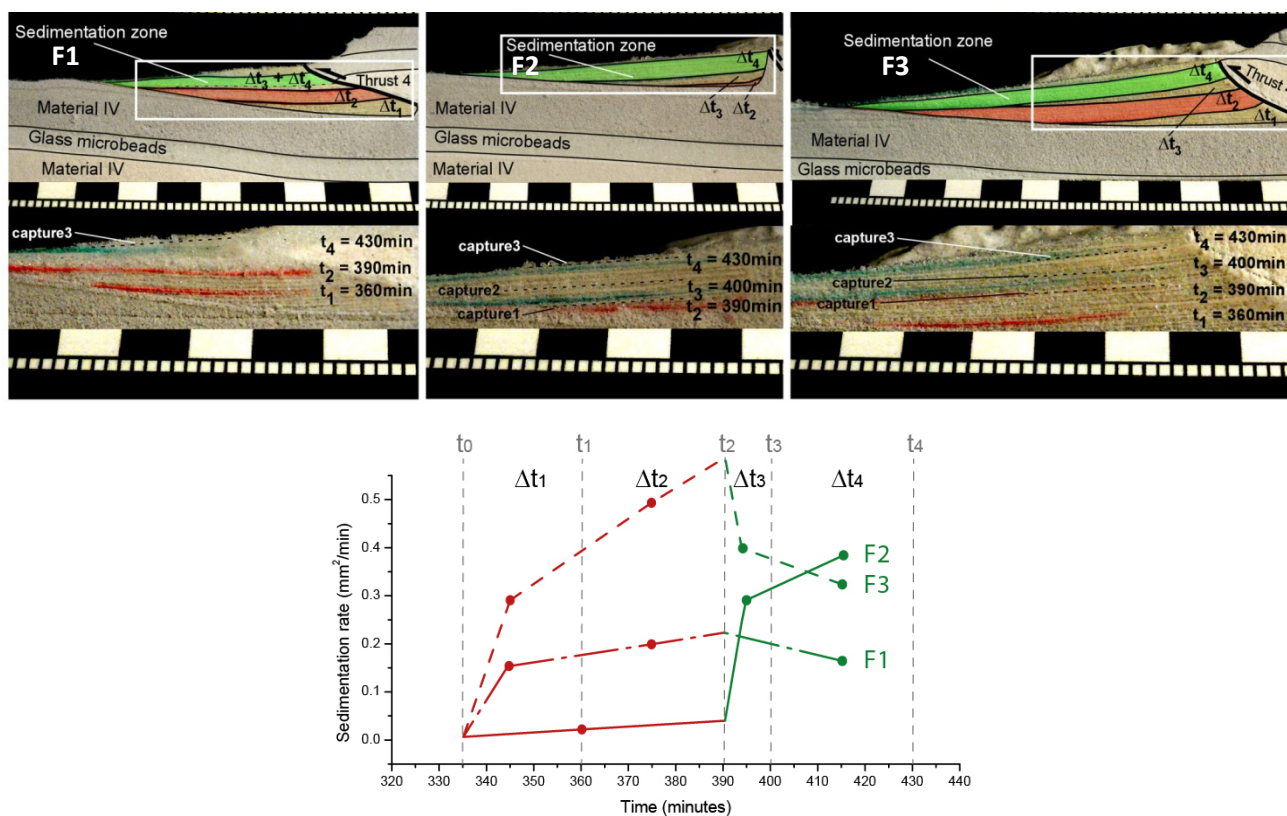 F1
Sedimentation zone
Δt3 + Δt4
Thrust 4
Δt2
Δt1
Material IV
Glass microbeads
Material IV
capture3
t4 = 430min
t2 = 390min
t1 = 360min
F2
Sedimentation zone
Δt4
Δt3
Δt2
Material IV
Glass microbeads
Material IV
capture3
t4 = 430min
capture2
t3 = 400min
capture1
t2 = 390min
F3
Sedimentation zone
Δt4
Thrust
Δt2
Δt1
Δt3
Material IV
Glass microbeads
capture3
t4 = 430min
t3 = 400min
capture2
t2 = 390min
capture1
t1 = 360min
t0 t1 t2 t3 t4
Δt1 Δt2 Δt3 Δt4
Sedimentation rate (mm²/min)
0.5
0.4
0.3
0.2
0.1
0.0
F2
F3
F1
320 330 340 350 360 370 380 390 400 410 420 430 440
Time (minutes)